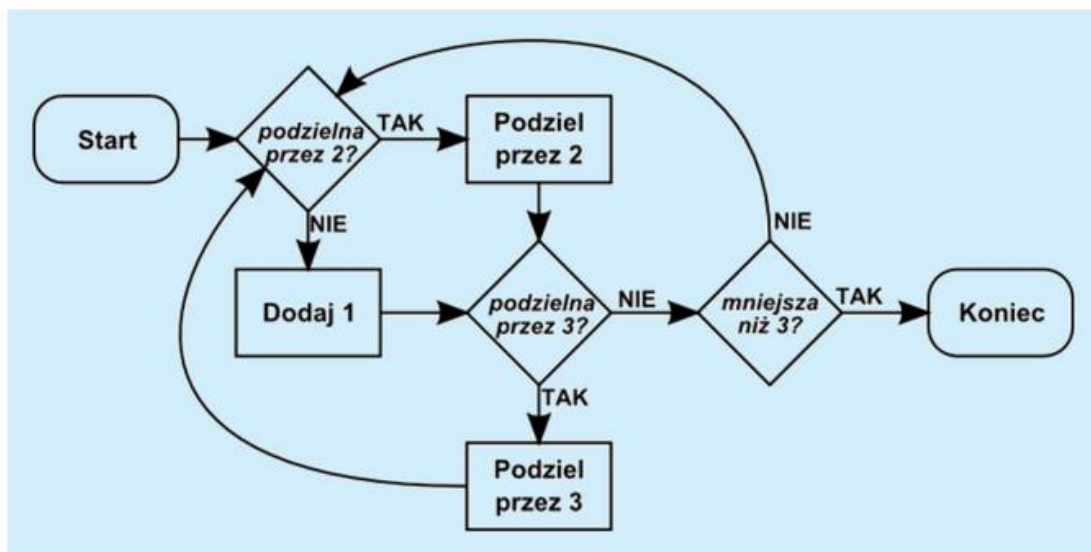 Start
podzielna
przez 2?
TAK
Podziel
przez 2
NIE
Dodaj 1
podzielna
przez 3?
NIE
mniejsza
niż 3?
NIE
TAK
Koniec
TAK
Podziel
przez 3